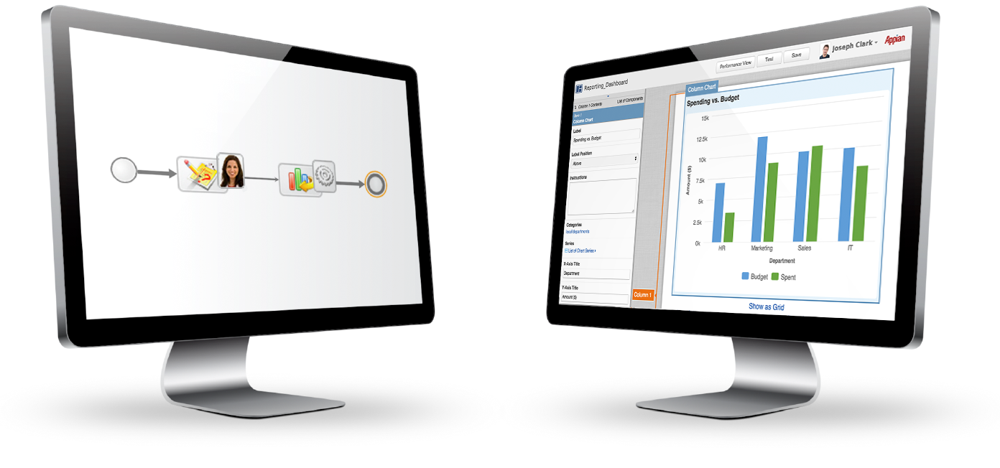 Reporting_Dashboard
Performance View
Test
Save
Joseph Clark
Appian
Column 1 Contents
List of Components
Item 1
Column Chart
Label
Spending vs. Budget
Label Position
Above
Instructions
Categories
local!departments
Series
List of Chart Series
X-Axis Title
Department
Y-Axis Title
Amount ($)
Column 1
Column Chart
Spending vs. Budget
15k
12.5k
10k
7.5k
5k
2.5k
0k
Amount ($)
HR
Marketing
Sales
IT
Department
Budget
Spent
Show as Grid